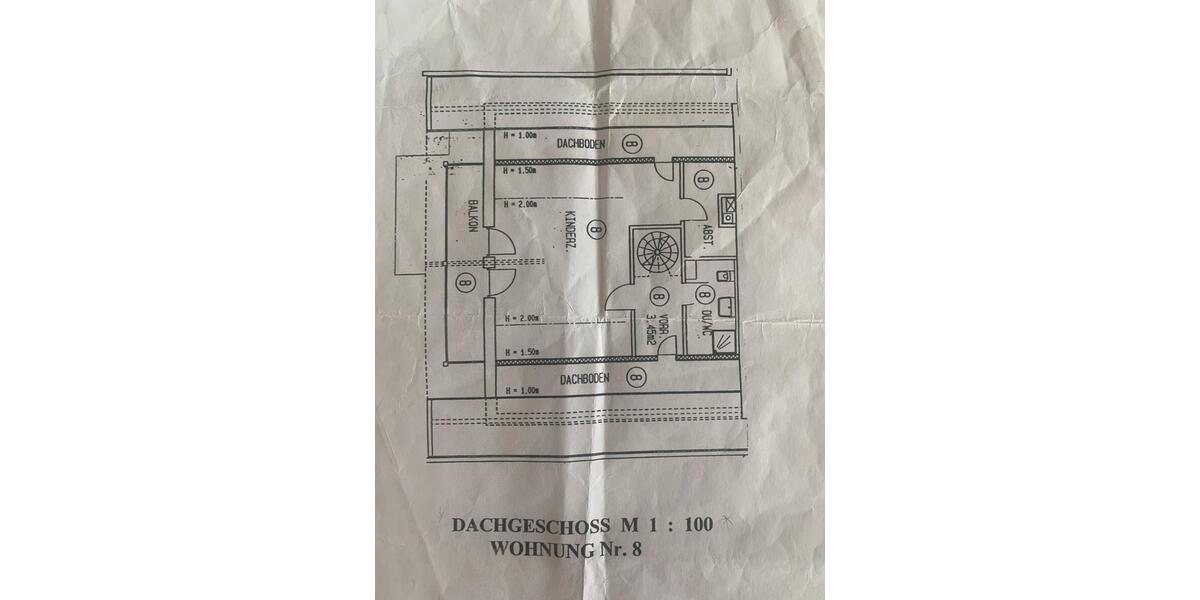 H = 1.00m
DACHBODEN 8
H = 1.50m
8
H = 2.00m
BALKON
KINDERZ.
8
ABST.
8
8
8
DU/WC
VORR.
3.45m2
H = 2.00m
H = 1.50m
DACHBODEN 8
H = 1.00m
DACHGESCHOSS M 1 : 100
WOHNUNG Nr. 8